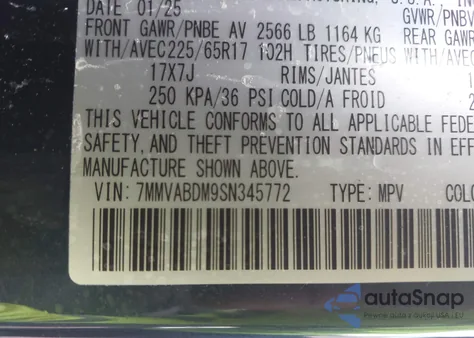 DATE 01/25 GVWR/PNBV
FRONT GAWR/PNBE AV 2566 LB 1164 KG REAR GAWR
WITH/AVEC225/65R17 102H TIRES/PNEUS WITH/AVEC
17X7J RIMS/JANTES
250 KPA/36 PSI COLD/A FROID
THIS VEHICLE CONFORMS TO ALL APPLICABLE FEDE
SAFETY, AND THEFT PREVENTION STANDARDS IN EFF
MANUFACTURE SHOWN ABOVE.
VIN: 7MMVABDM9SN345772 TYPE: MPV COLO
autoSnap